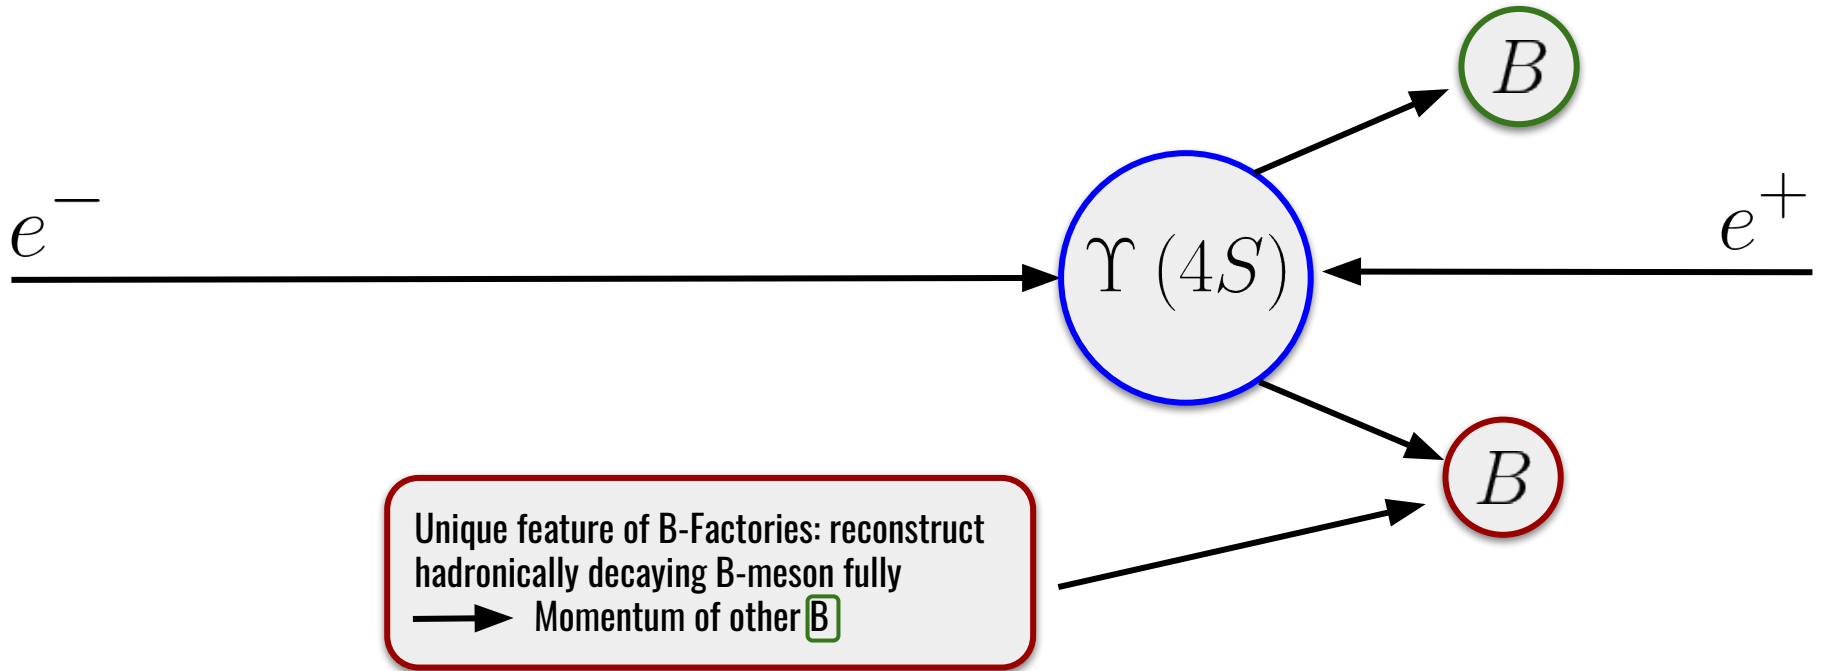 B
e⁻
e⁺
Υ (4S)
B
Unique feature of B-Factories: reconstruct
hadronically decaying B-meson fully
Momentum of other B